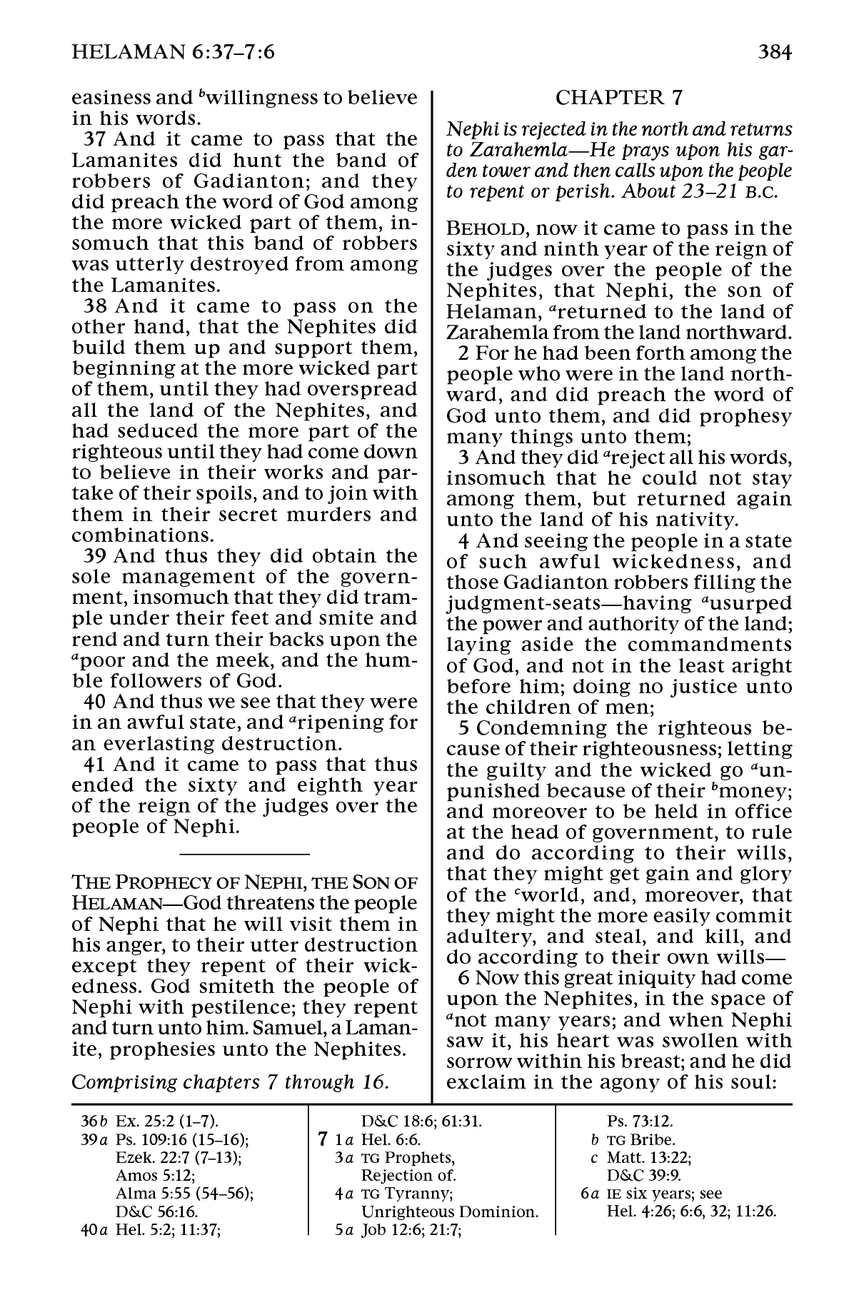 HELAMAN 6:37–7:6
384
easiness and bwillingness to believe
in his words.
37 And it came to pass that the
Lamanites did hunt the band of
robbers of Gadianton; and they
did preach the word of God among
the more wicked part of them, in-
somuch that this band of robbers
was utterly destroyed from among
the Lamanites.
38 And it came to pass on the
other hand, that the Nephites did
build them up and support them,
beginning at the more wicked part
of them, until they had overspread
all the land of the Nephites, and
had seduced the more part of the
righteous until they had come down
to believe in their works and par-
take of their spoils, and to join with
them in their secret murders and
combinations.
39 And thus they did obtain the
sole management of the govern-
ment, insomuch that they did tram-
ple under their feet and smite and
rend and turn their backs upon the
apoor and the meek, and the hum-
ble followers of God.
40 And thus we see that they were
in an awful state, and aripening for
an everlasting destruction.
41 And it came to pass that thus
ended the sixty and eighth year
of the reign of the judges over the
people of Nephi.
THE PROPHECY OF NEPHI, THE SON OF
HELAMAN—God threatens the people
of Nephi that he will visit them in
his anger, to their utter destruction
except they repent of their wick-
edness. God smiteth the people of
Nephi with pestilence; they repent
and turn unto him. Samuel, a Laman-
ite, prophesies unto the Nephites.
Comprising chapters 7 through 16.
CHAPTER 7
Nephi is rejected in the north and returns
to Zarahemla—He prays upon his gar-
den tower and then calls upon the people
to repent or perish. About 23–21 B.C.
BEHOLD, now it came to pass in the
sixty and ninth year of the reign of
the judges over the people of the
Nephites, that Nephi, the son of
Helaman, areturned to the land of
Zarahemla from the land northward.
2 For he had been forth among the
people who were in the land north-
ward, and did preach the word of
God unto them, and did prophesy
many things unto them;
3 And they did areject all his words,
insomuch that he could not stay
among them, but returned again
unto the land of his nativity.
4 And seeing the people in a state
of such awful wickedness, and
those Gadianton robbers filling the
judgment-seats—having ausurped
the power and authority of the land;
laying aside the commandments
of God, and not in the least aright
before him; doing no justice unto
the children of men;
5 Condemning the righteous be-
cause of their righteousness; letting
the guilty and the wicked go aun-
punished because of their bmoney;
and moreover to be held in office
at the head of government, to rule
and do according to their wills,
that they might get gain and glory
of the cworld, and, moreover, that
they might the more easily commit
adultery, and steal, and kill, and
do according to their own wills—
6 Now this great iniquity had come
upon the Nephites, in the space of
anot many years; and when Nephi
saw it, his heart was swollen with
sorrow within his breast; and he did
exclaim in the agony of his soul:
36b Ex. 25:2 (1–7).
39a Ps. 109:16 (15–16);
Ezek. 22:7 (7–13);
Amos 5:12;
Alma 5:55 (54–56);
D&C 56:16.
40a Hel. 5:2; 11:37;
D&C 18:6; 61:31.
7 1a Hel. 6:6.
3a TG Prophets,
Rejection of.
4a TG Tyranny;
Unrighteous Dominion.
5a Job 12:6; 21:7;
Ps. 73:12.
b TG Bribe.
c Matt. 13:22;
D&C 39:9.
6a IE six years; see
Hel. 4:26; 6:6, 32; 11:26.